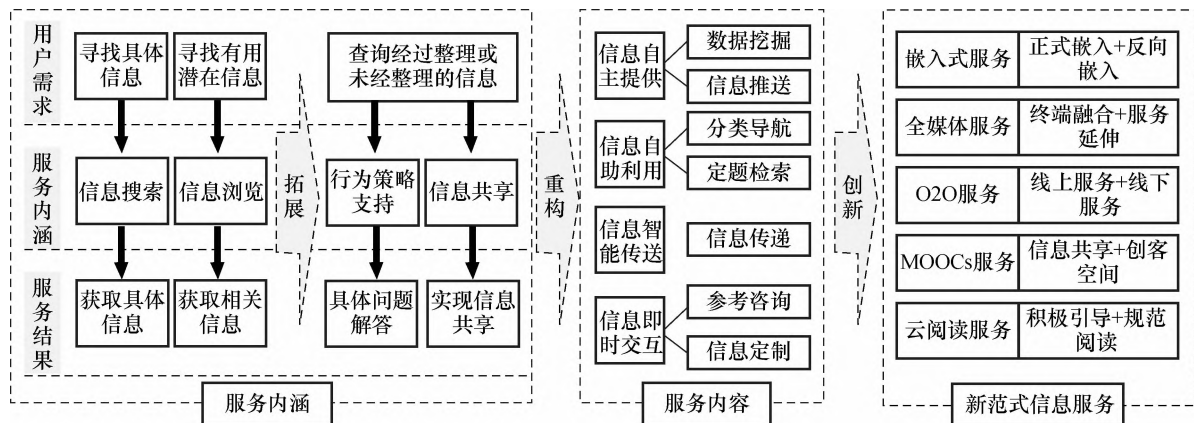 用户需求
寻找具体
信息
寻找有用
潜在信息
查询经过整理或
未经整理的信息
服务内涵
信息搜索
信息浏览
拓展
行为策略
支持
信息共享
服务结果
获取具体
信息
获取相关
信息
具体问题
解答
实现信息
共享
服务内涵
重构
信息自
主提供
数据挖掘
信息推送
信息自
助利用
分类导航
定题检索
信息智
能传送
信息传递
信息即
时交互
参考咨询
信息定制
服务内容
创新
嵌入式服务
正式嵌入+反向
嵌入
全媒体服务
终端融合+服务
延伸
O2O服务
线上服务+线下
服务
MOOCs服务
信息共享+创客
空间
云阅读服务
积极引导+规范
阅读
新范式信息服务